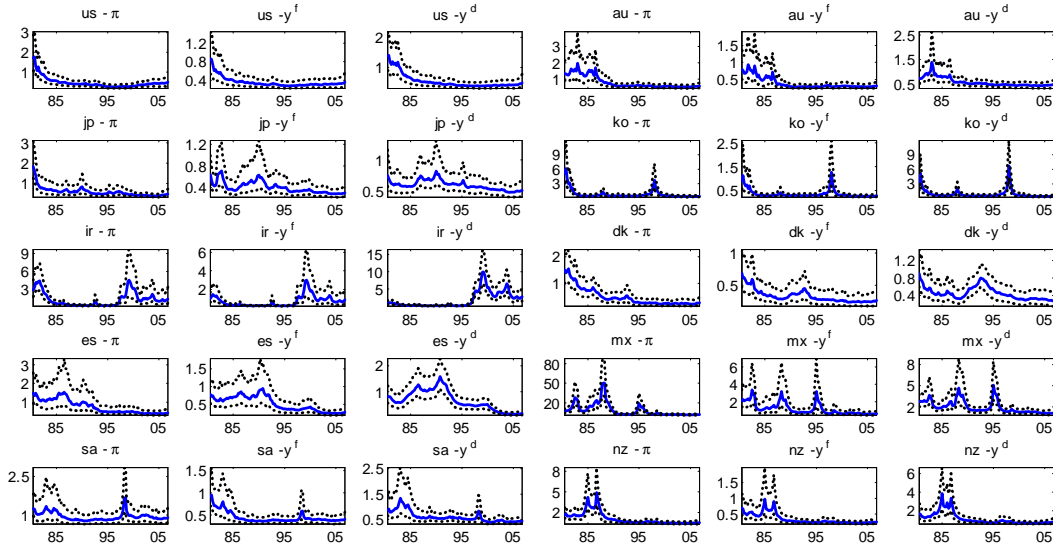 us - π us -y^f us -y^d au - π au -y^f au -y^d
3 2 1 1.2 0.8 0.4 2 1 3 2 1 1.5 1 0.5 2.5 1.5 0.5
85 95 05 85 95 05 85 95 05 85 95 05 85 95 05 85 95 05
jp - π jp -y^f jp -y^d ko - π ko -y^f ko -y^d
3 2 1 1.2 0.8 0.4 1 0.5 9 6 3 2.5 1.5 0.5 9 6 3
85 95 05 85 95 05 85 95 05 85 95 05 85 95 05 85 95 05
ir - π ir -y^f ir -y^d dk - π dk -y^f dk -y^d
9 6 3 6 4 2 15 10 5 2 1 1 0.5 1.2 0.8 0.4
85 95 05 85 95 05 85 95 05 85 95 05 85 95 05 85 95 05
es - π es -y^f es -y^d mx - π mx -y^f mx -y^d
3 2 1 1.5 1 0.5 2 1 80 50 20 6 4 2 8 5 2
85 95 05 85 95 05 85 95 05 85 95 05 85 95 05 85 95 05
sa - π sa -y^f sa -y^d nz - π nz -y^f nz -y^d
2.5 1 1.5 1 0.5 2.5 1.5 0.5 8 5 2 1.5 1 0.5 6 4 2
85 95 05 85 95 05 85 95 05 85 95 05 85 95 05 85 95 05